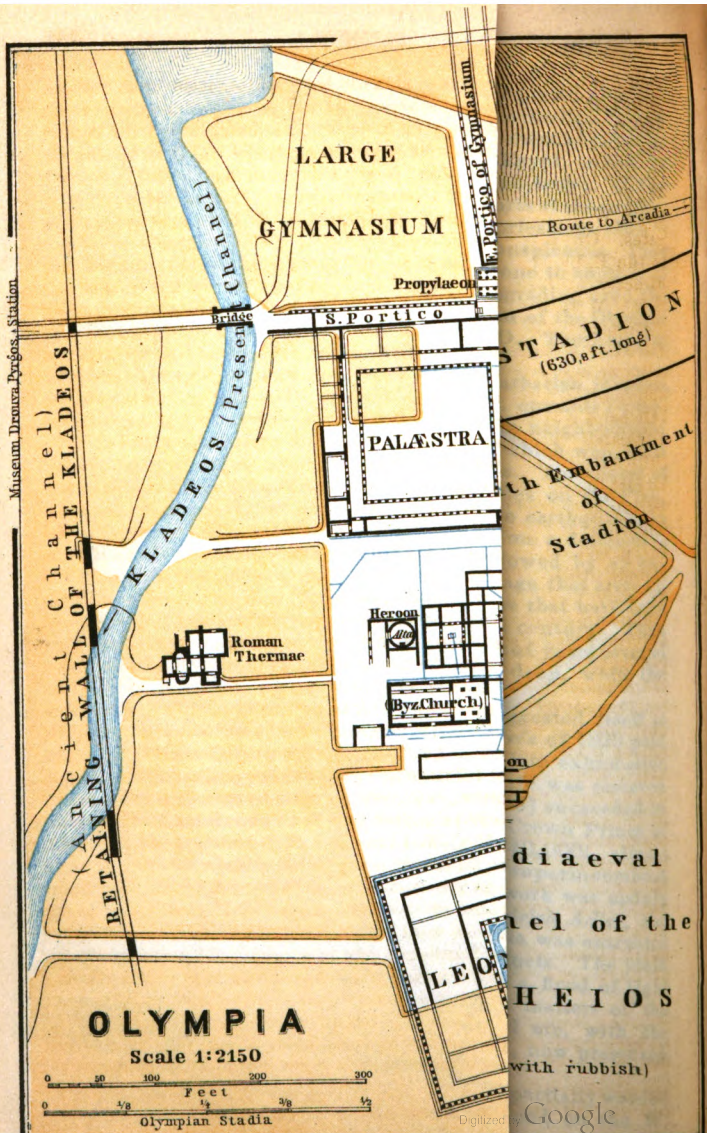 LARGE
GYMNASIUM
E. Portico of Gymnasium
Propylaeon
S. Portico
Bridge
PALÆSTRA
KLADEOS (Present Channel)
Museum, Drouva, Pyrgos, Station
(Ancient Channel)
RETAINING-WALL OF THE KLADEOS
Roman
Thermae
Heroon
Altar
(Byz. Church)
LEON
Route to Arcadia
STADION
(630,8 ft. long)
th Embankment
of
Stadion
on
diaeval
nel of the
HEIOS
with rubbish)
OLYMPIA
Scale 1:2150
0 50 100 200 300
Feet
0 1/8 1/4 3/8 1/2
Olympian Stadia
Digitized by Google